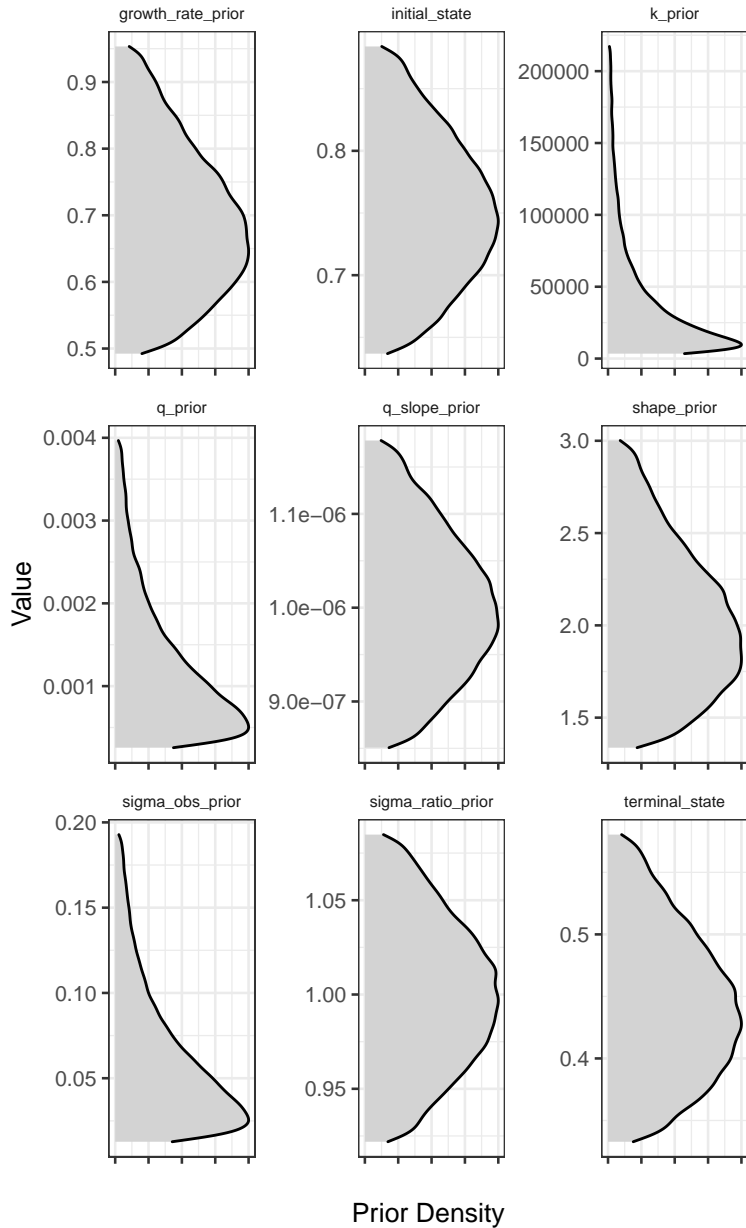 growth_rate_prior
initial_state
k_prior
0.9
0.8
0.7
0.6
0.5
0.8
0.7
200000
150000
100000
50000
0
q_prior
q_slope_prior
shape_prior
0.004
0.003
0.002
0.001
1.1e−06
1.0e−06
9.0e−07
3.0
2.5
2.0
1.5
Value
sigma_obs_prior
sigma_ratio_prior
terminal_state
0.20
0.15
0.10
0.05
1.05
1.00
0.95
0.5
0.4
Prior Density